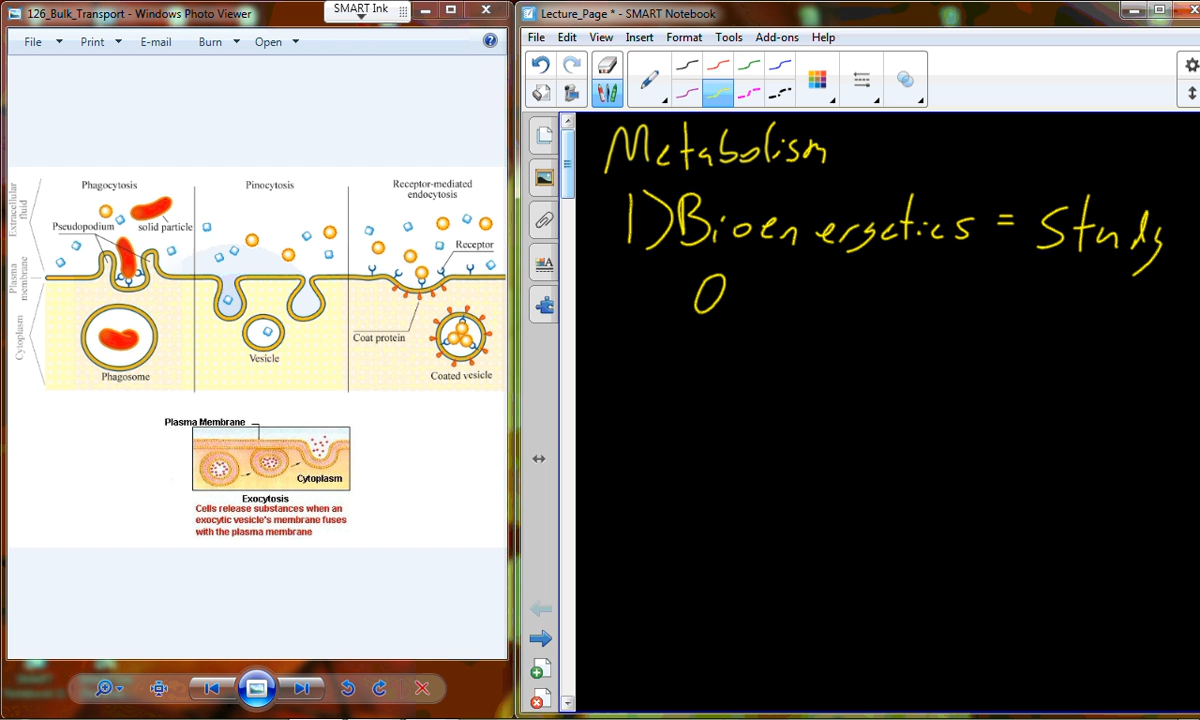 126_Bulk_Transport - Windows Photo Viewer
SMART Ink
File Print E-mail Burn Open
Phagocytosis
Pinocytosis
Receptor-mediated
endocytosis
Extracellular
fluid
Pseudopodium
solid particle
Receptor
Plasma
membrane
Cytoplasm
Coat protein
Vesicle
Phagosome
Coated vesicle
Plasma Membrane
Cytoplasm
Exocytosis
Cells release substances when an
exocytic vesicle's membrane fuses
with the plasma membrane
Lecture_Page * - SMART Notebook
File Edit View Insert Format Tools Add-ons Help
Metabolism
1) Bioenergetics = Study
O